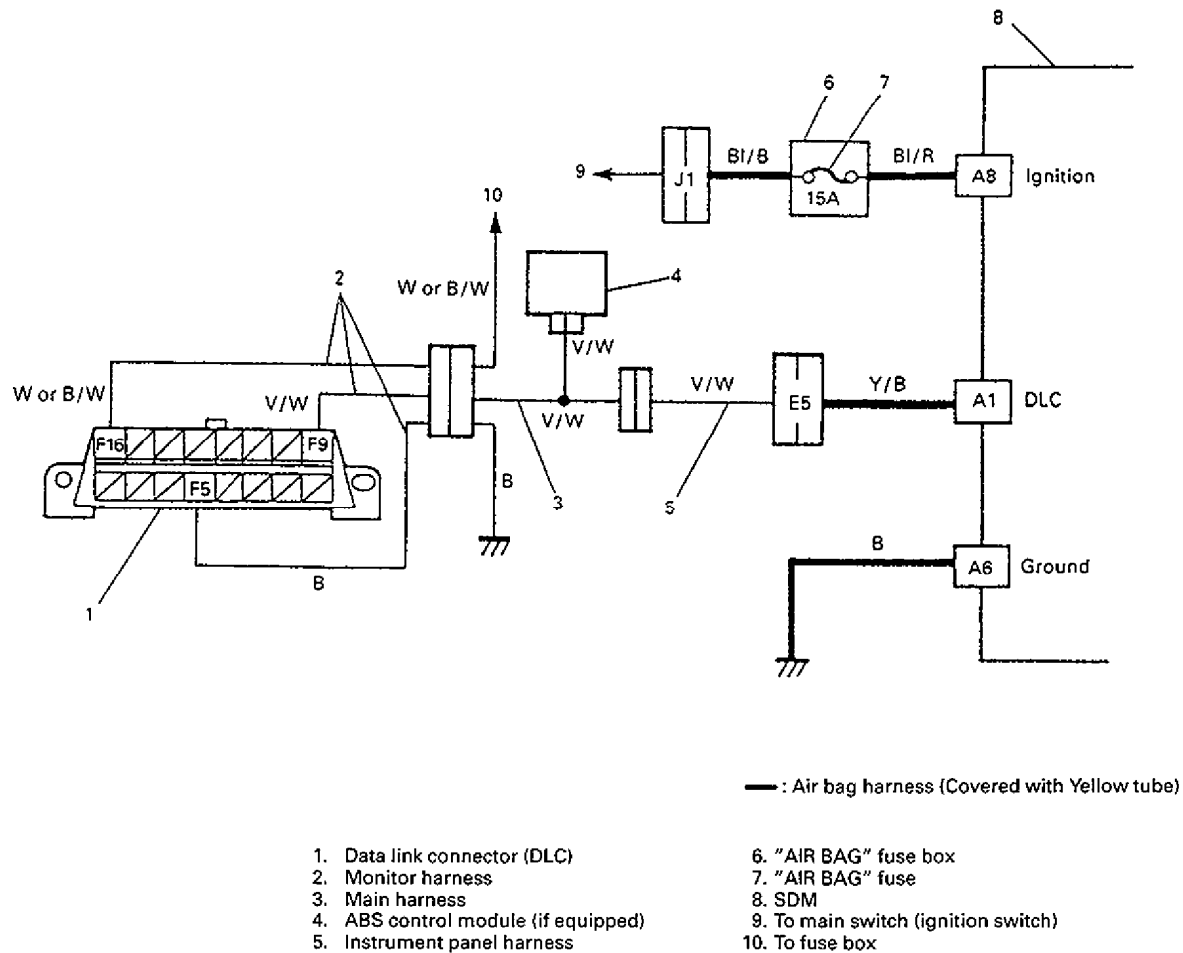 8
6
7
Bl/B
Bl/R
9
J1
15A
A8
Ignition
10
2
W or B/W
4
V/W
W or B/W
V/W
V/W
V/W
Y/B
E5
A1
DLC
F16
F9
F5
B
3
5
B
B
A6
Ground
1
: Air bag harness (Covered with Yellow tube)
1. Data link connector (DLC)
2. Monitor harness
3. Main harness
4. ABS control module (if equipped)
5. Instrument panel harness
6. "AIR BAG" fuse box
7. "AIR BAG" fuse
8. SDM
9. To main switch (ignition switch)
10. To fuse box